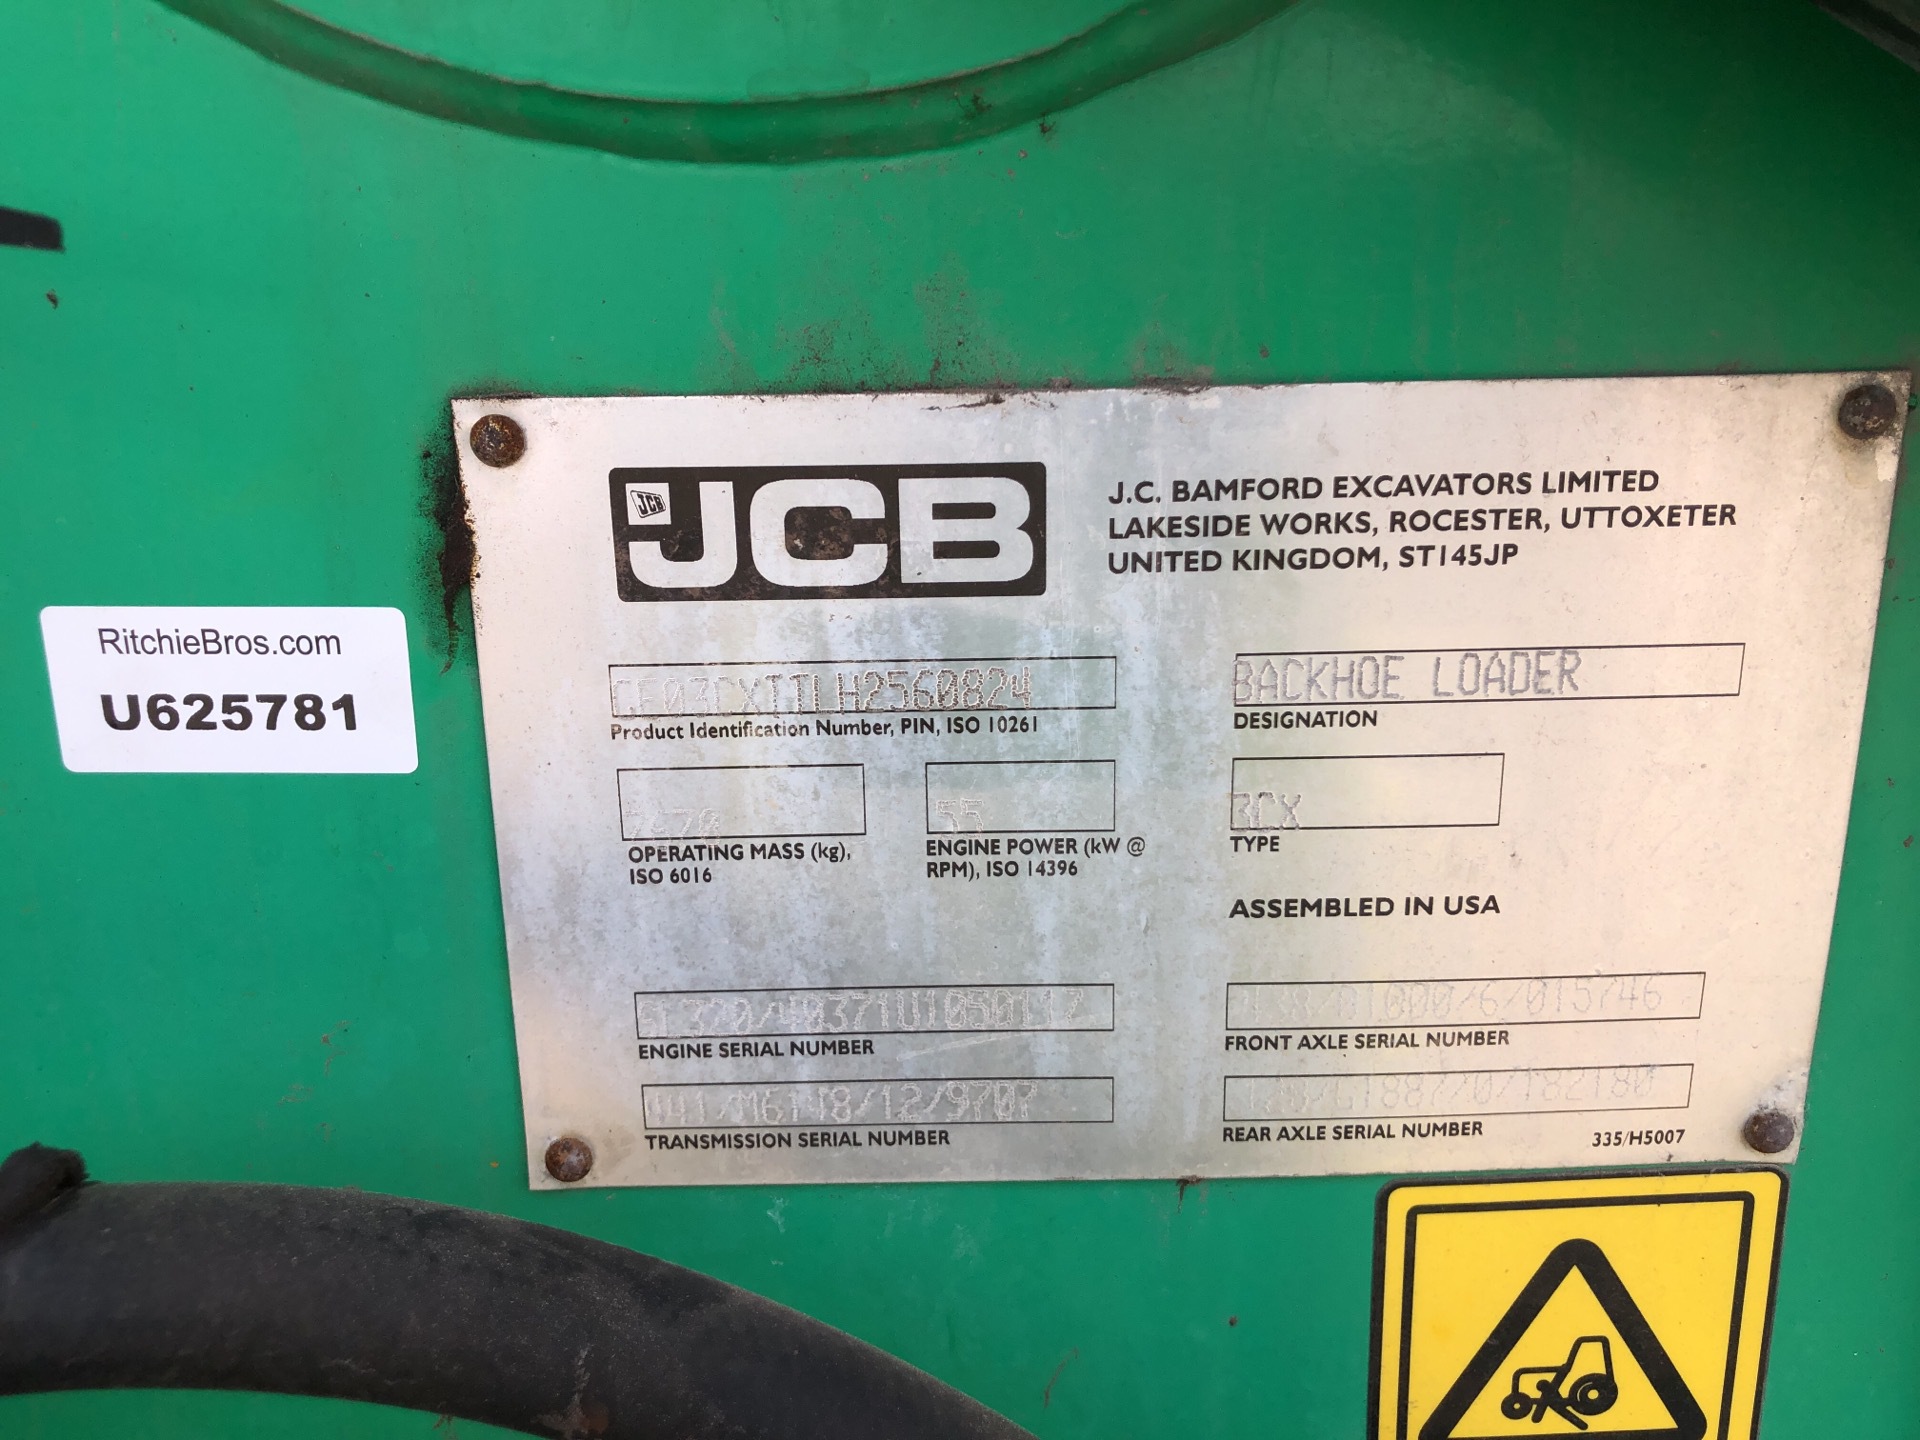 RitchieBros.com
U625781
JCB
JCB
J.C. BAMFORD EXCAVATORS LIMITED
LAKESIDE WORKS, ROCESTER, UTTOXETER
UNITED KINGDOM, ST145JP
BACKHOE LOADER
Product Identification Number, PIN, ISO 10261
DESIGNATION
55
3CX
OPERATING MASS (kg),
ISO 6016
ENGINE POWER (kW @
RPM), ISO 14396
TYPE
ASSEMBLED IN USA
ENGINE SERIAL NUMBER
FRONT AXLE SERIAL NUMBER
TRANSMISSION SERIAL NUMBER
REAR AXLE SERIAL NUMBER
335/H5007